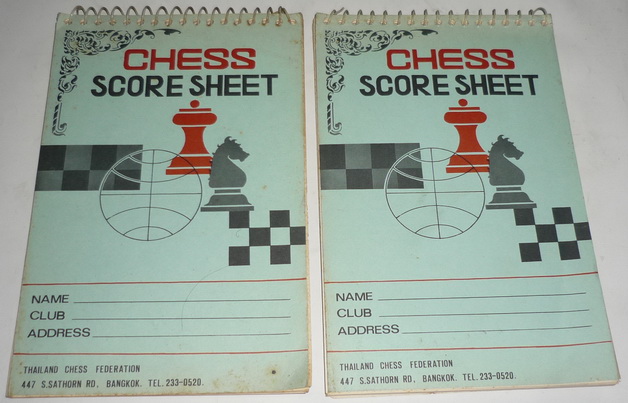 CHESS
SCORE SHEET
NAME
CLUB
ADDRESS
THAILAND CHESS FEDERATION
447 S.SATHORN RD, BANGKOK. TEL.233-0520.
CHESS
SCORE SHEET
NAME
CLUB
ADDRESS
THAILAND CHESS FEDERATION
447 S.SATHORN RD, BANGKOK. TEL.233-0520.